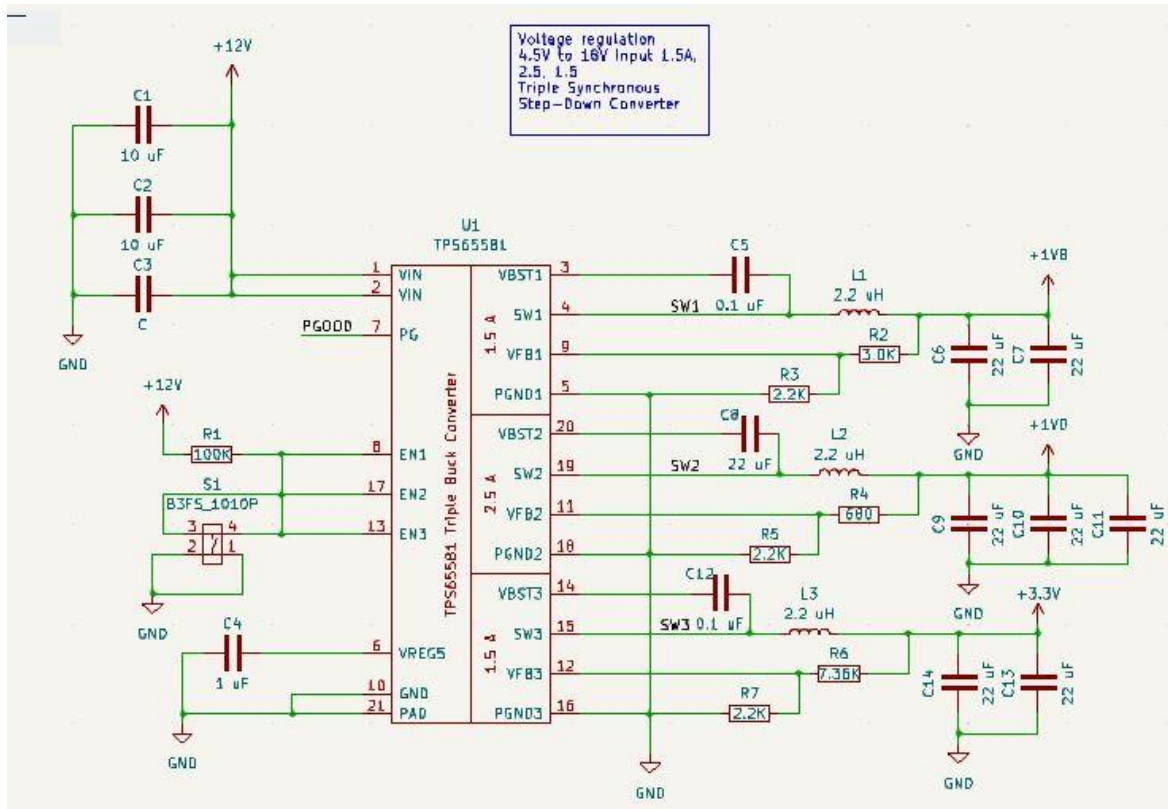 Voltage regulation
4.5V to 16V Input 1.5A,
2.5, 1.5
Triple Synchronous
Step-Down Converter
+12V
C1
10 uF
C2
10 uF
C3
C
GND
PGOOD
+12V
R1
100K
S1
B3FS_1010P
3 4
2 1
GND
C4
1 uF
GND
U1
TPS65581
TPS65581 Triple Buck Converter
1 VIN
2 VIN
7 PG
8 EN1
17 EN2
13 EN3
6 VREG5
10 GND
21 PAD
1.5 A
VBST1 3
SW1 4
VFB1 9
PGND1 5
2.5 A
VBST2 20
SW2 19
VFB2 11
PGND2 18
1.5 A
VBST3 14
SW3 15
VFB3 12
PGND3 16
C5
0.1 uF
SW1
L1
2.2 uH
R2
3.0K
R3
2.2K
+1V8
C6
22 uF
C7
22 uF
GND
C8
22 uF
SW2
L2
2.2 uH
R4
680
R5
2.2K
+1V0
C9
22 uF
C10
22 uF
C11
22 uF
GND
C12
SW3 0.1 uF
L3
2.2 uH
R6
7.36K
R7
2.2K
+3.3V
C14
22 uF
C13
22 uF
GND
GND